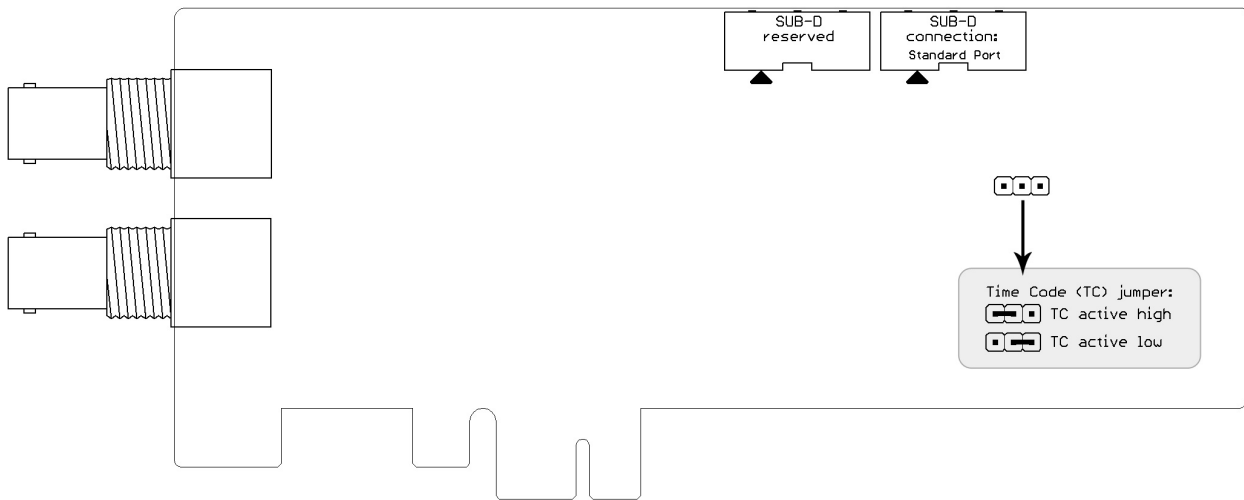 SUB-D
reserved
SUB-D
connection:
Standard Port
Time Code (TC) jumper:
TC active high
TC active low